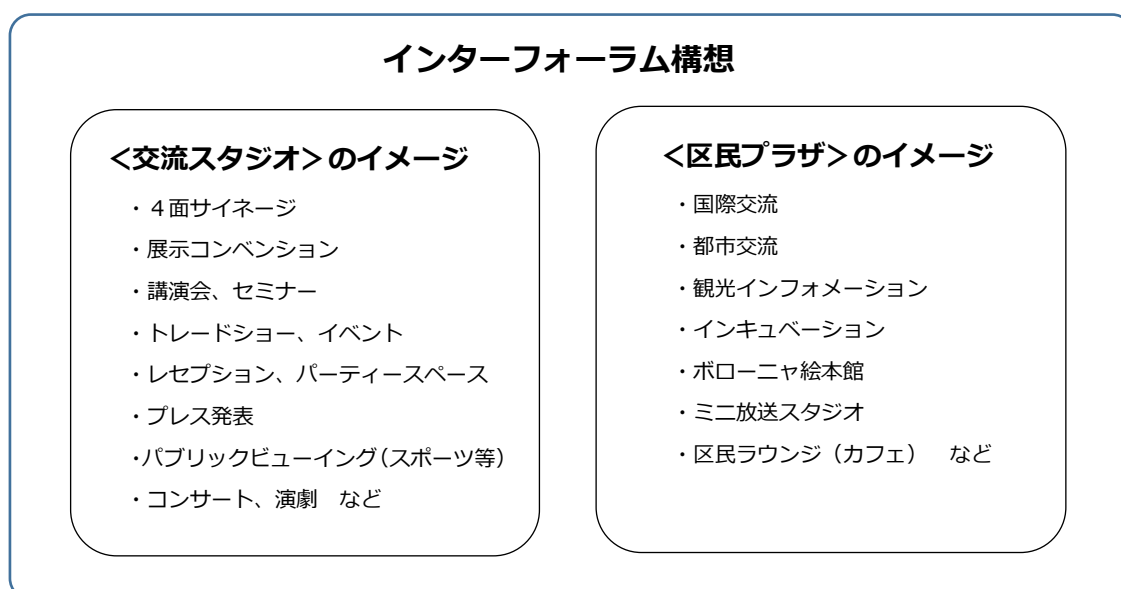 インターフォーラム構想
<交流スタジオ>のイメージ
・４面サイネージ
・展示コンベンション
・講演会、セミナー
・トレードショー、イベント
・レセプション、パーティースペース
・プレス発表
・パブリックビューイング（スポーツ等）
・コンサート、演劇　など
<区民プラザ>のイメージ
・国際交流
・都市交流
・観光インフォメーション
・インキュベーション
・ボローニャ絵本館
・ミニ放送スタジオ
・区民ラウンジ（カフェ）　など